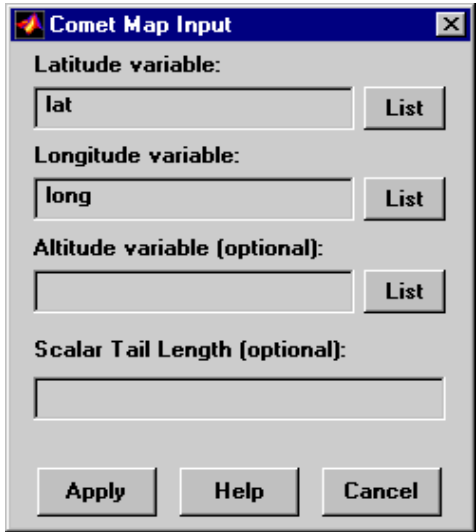 Comet Map Input
Latitude variable:
lat List
Longitude variable:
long List
Altitude variable (optional):
List
Scalar Tail Length (optional):
Apply Help Cancel